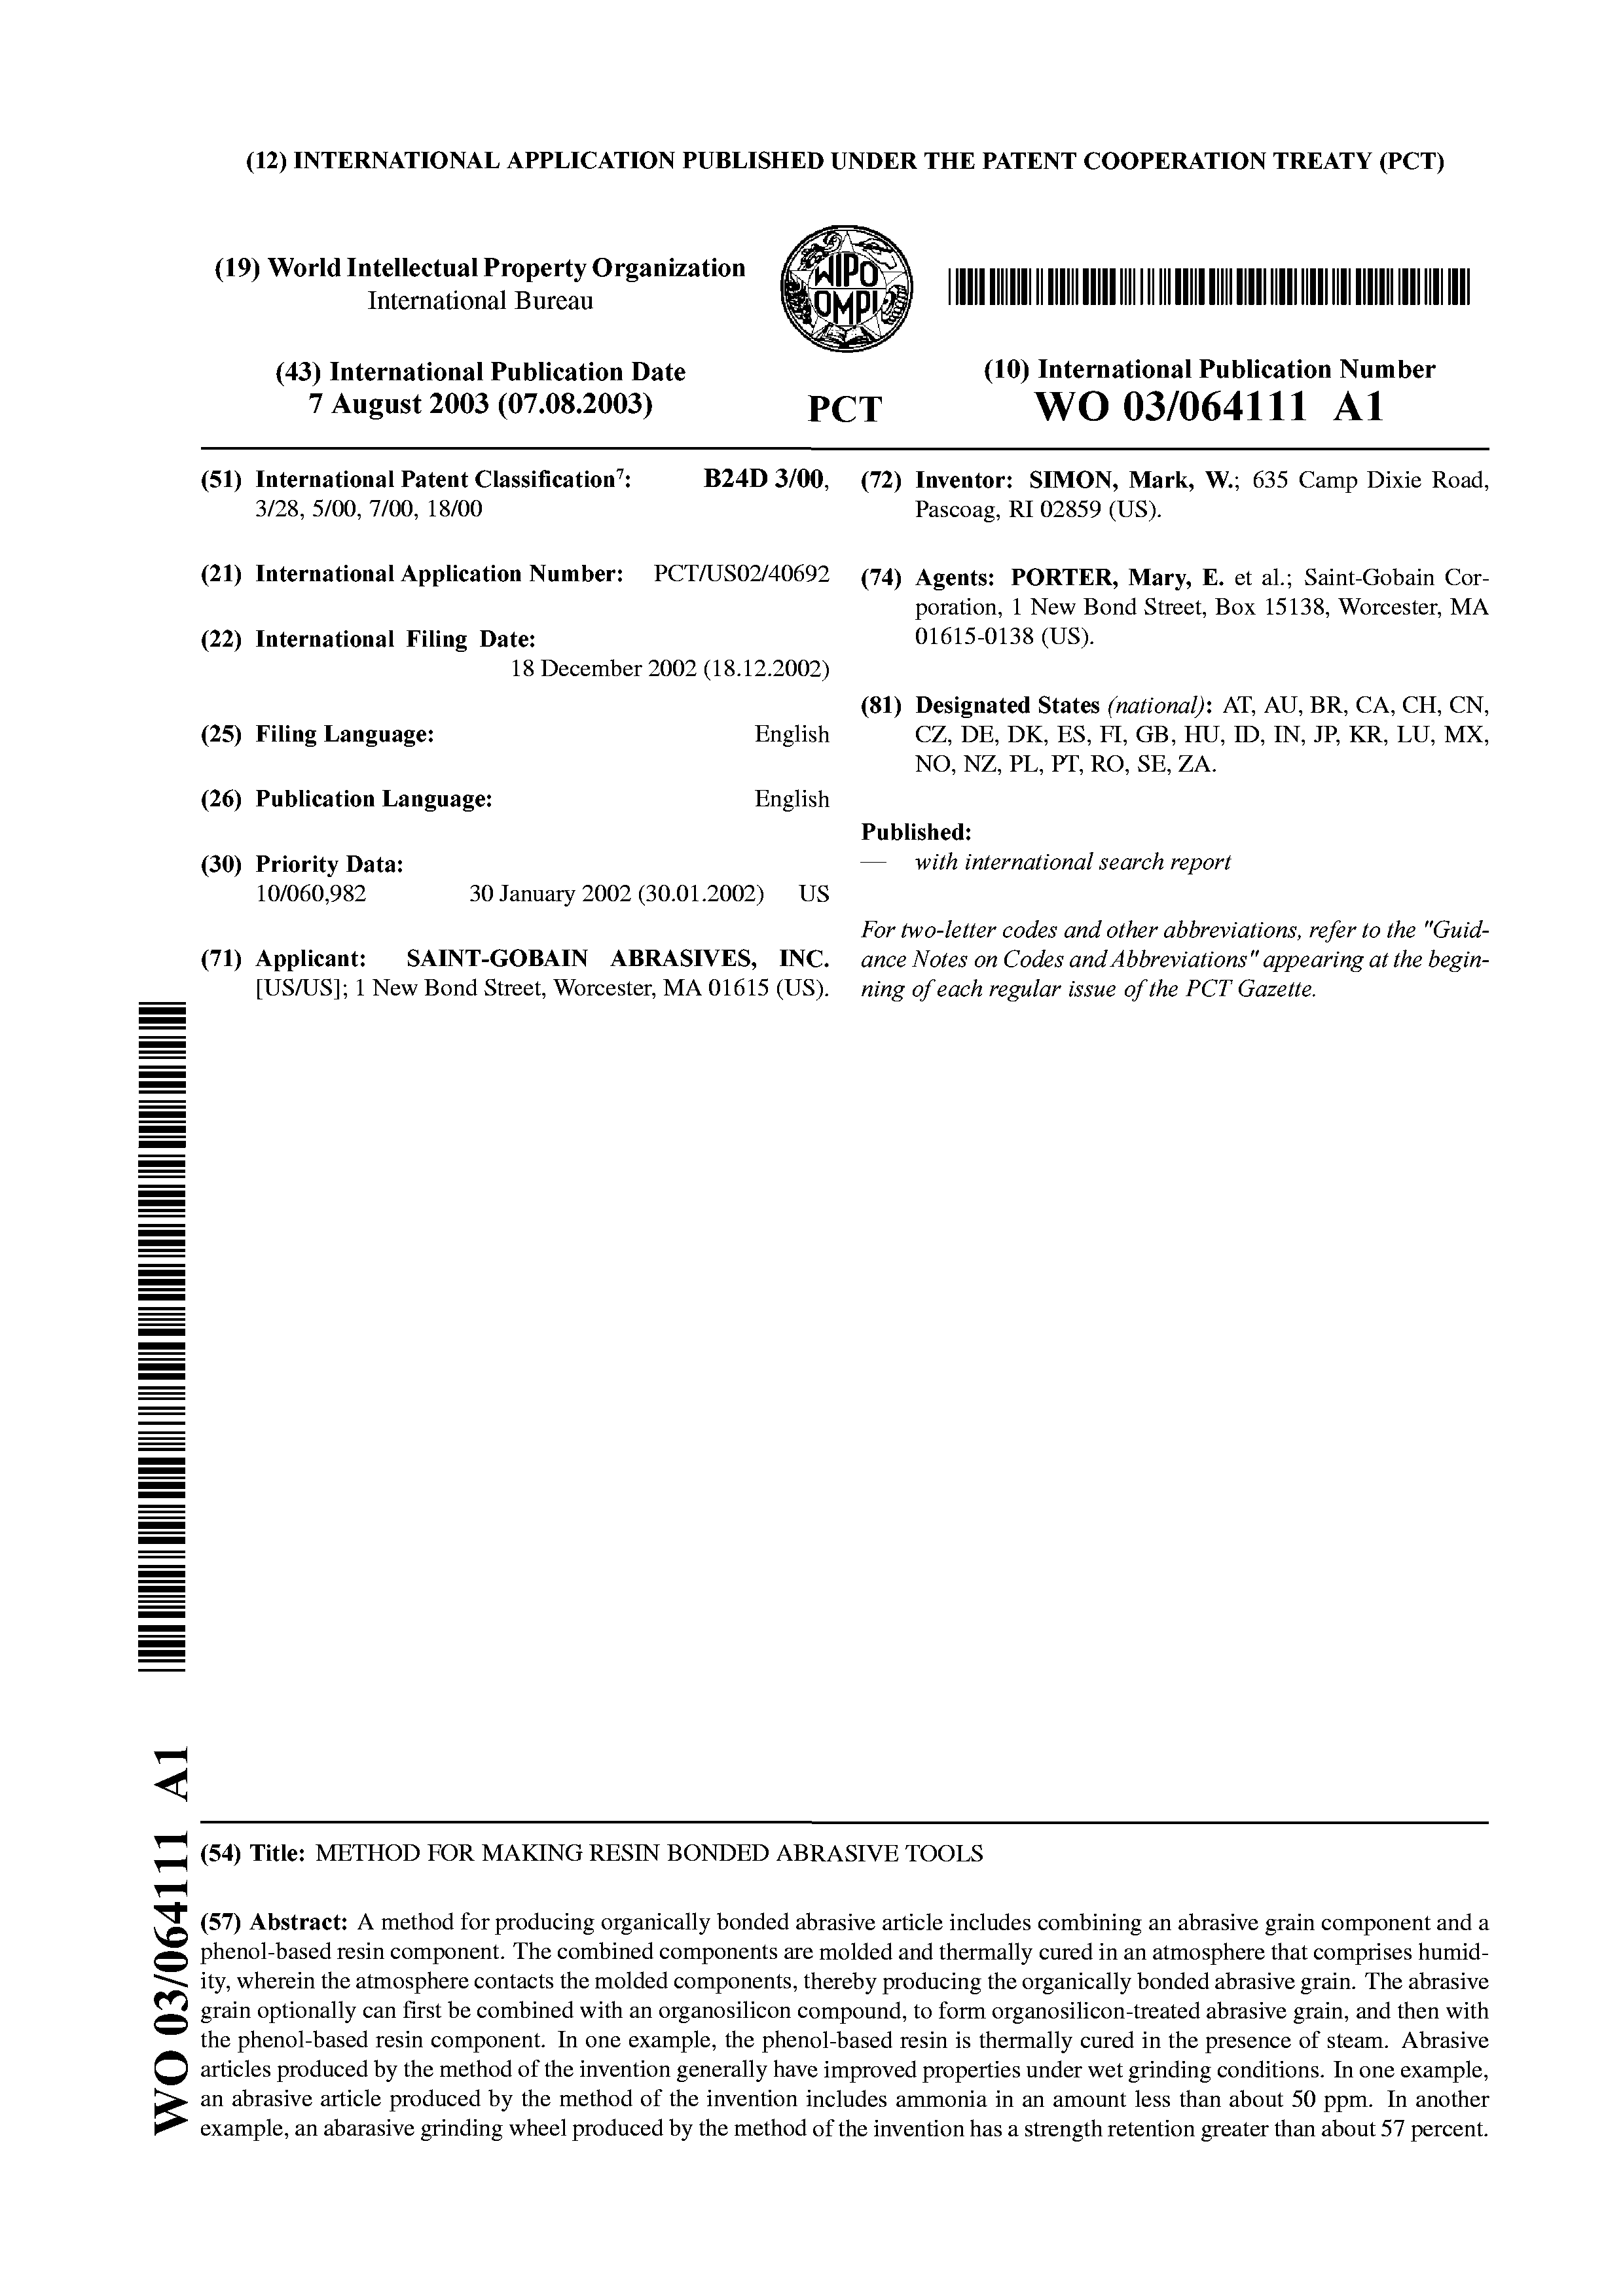 (12) INTERNATIONAL APPLICATION PUBLISHED UNDER THE PATENT COOPERATION TREATY (PCT)
(19) World Intellectual Property Organization
International Bureau
WIPO
OMPI
(43) International Publication Date
7 August 2003 (07.08.2003)
PCT
(10) International Publication Number
WO 03/064111 A1
(51) International Patent Classification⁷: B24D 3/00,
3/28, 5/00, 7/00, 18/00
(21) International Application Number: PCT/US02/40692
(22) International Filing Date:
18 December 2002 (18.12.2002)
(25) Filing Language: English
(26) Publication Language: English
(30) Priority Data:
10/060,982 30 January 2002 (30.01.2002) US
(71) Applicant: SAINT-GOBAIN ABRASIVES, INC.
[US/US]; 1 New Bond Street, Worcester, MA 01615 (US).
(72) Inventor: SIMON, Mark, W.; 635 Camp Dixie Road,
Pascoag, RI 02859 (US).
(74) Agents: PORTER, Mary, E. et al.; Saint-Gobain Cor-
poration, 1 New Bond Street, Box 15138, Worcester, MA
01615-0138 (US).
(81) Designated States (national): AT, AU, BR, CA, CH, CN,
CZ, DE, DK, ES, FI, GB, HU, ID, IN, JP, KR, LU, MX,
NO, NZ, PL, PT, RO, SE, ZA.
Published:
— with international search report
For two-letter codes and other abbreviations, refer to the "Guid-
ance Notes on Codes and Abbreviations" appearing at the begin-
ning of each regular issue of the PCT Gazette.
WO 03/064111 A1
(54) Title: METHOD FOR MAKING RESIN BONDED ABRASIVE TOOLS
(57) Abstract: A method for producing organically bonded abrasive article includes combining an abrasive grain component and a
phenol-based resin component. The combined components are molded and thermally cured in an atmosphere that comprises humid-
ity, wherein the atmosphere contacts the molded components, thereby producing the organically bonded abrasive grain. The abrasive
grain optionally can first be combined with an organosilicon compound, to form organosilicon-treated abrasive grain, and then with
the phenol-based resin component. In one example, the phenol-based resin is thermally cured in the presence of steam. Abrasive
articles produced by the method of the invention generally have improved properties under wet grinding conditions. In one example,
an abrasive article produced by the method of the invention includes ammonia in an amount less than about 50 ppm. In another
example, an abarasive grinding wheel produced by the method of the invention has a strength retention greater than about 57 percent.